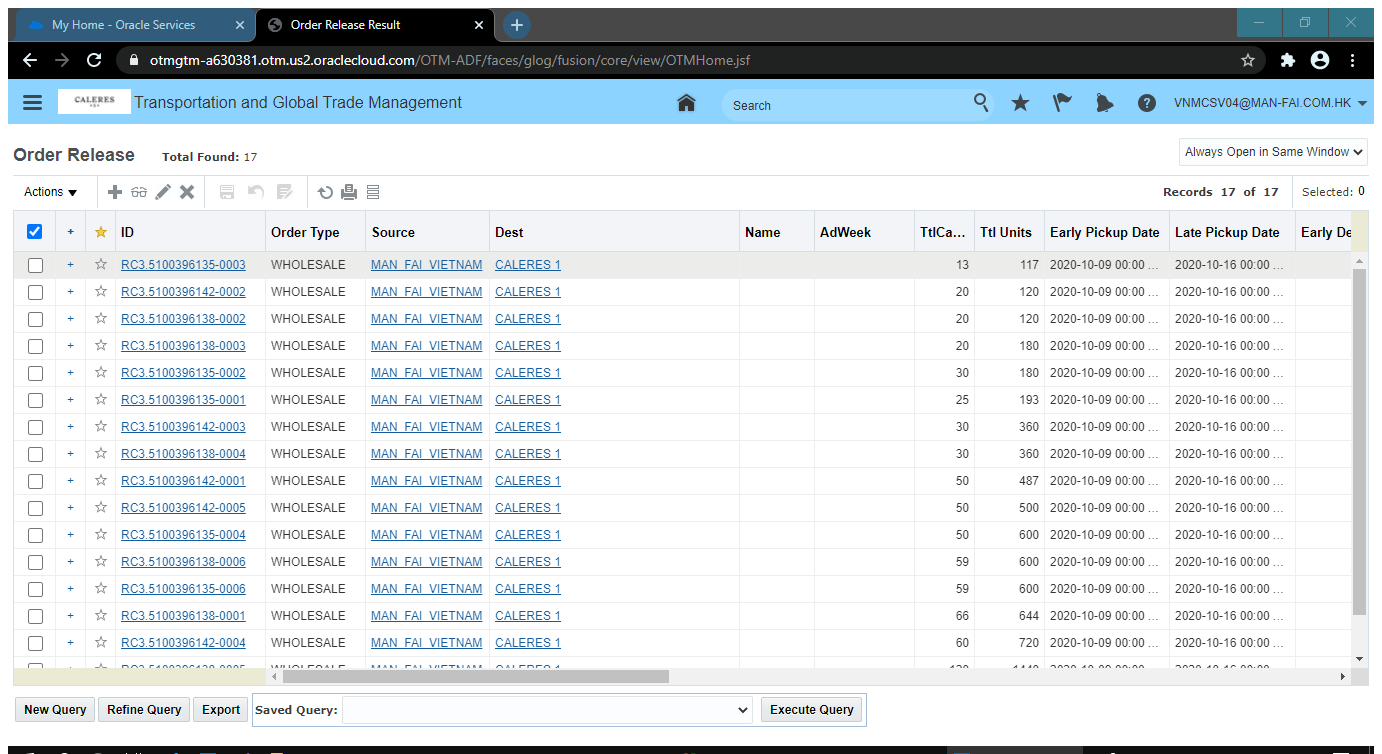 My Home - Oracle Services
Order Release Result
otmgtm-a630381.otm.us2.oraclecloud.com/OTM-ADF/faces/glog/fusion/core/view/OTMHome.jsf
CALERES Transportation and Global Trade Management Search VNMCSV04@MAN-FAI.COM.HK
Order Release Total Found: 17 Always Open in Same Window
Actions Records 17 of 17 Selected: 0
+ ID Order Type Source Dest Name AdWeek TtlCa... Ttl Units Early Pickup Date Late Pickup Date Early De
+ RC3.5100396135-0003 WHOLESALE MAN_FAI_VIETNAM CALERES 1 13 117 2020-10-09 00:00 ... 2020-10-16 00:00 ...
+ RC3.5100396142-0002 WHOLESALE MAN_FAI_VIETNAM CALERES 1 20 120 2020-10-09 00:00 ... 2020-10-16 00:00 ...
+ RC3.5100396138-0002 WHOLESALE MAN_FAI_VIETNAM CALERES 1 20 120 2020-10-09 00:00 ... 2020-10-16 00:00 ...
+ RC3.5100396138-0003 WHOLESALE MAN_FAI_VIETNAM CALERES 1 20 180 2020-10-09 00:00 ... 2020-10-16 00:00 ...
+ RC3.5100396135-0002 WHOLESALE MAN_FAI_VIETNAM CALERES 1 30 180 2020-10-09 00:00 ... 2020-10-16 00:00 ...
+ RC3.5100396135-0001 WHOLESALE MAN_FAI_VIETNAM CALERES 1 25 193 2020-10-09 00:00 ... 2020-10-16 00:00 ...
+ RC3.5100396142-0003 WHOLESALE MAN_FAI_VIETNAM CALERES 1 30 360 2020-10-09 00:00 ... 2020-10-16 00:00 ...
+ RC3.5100396138-0004 WHOLESALE MAN_FAI_VIETNAM CALERES 1 30 360 2020-10-09 00:00 ... 2020-10-16 00:00 ...
+ RC3.5100396142-0001 WHOLESALE MAN_FAI_VIETNAM CALERES 1 50 487 2020-10-09 00:00 ... 2020-10-16 00:00 ...
+ RC3.5100396142-0005 WHOLESALE MAN_FAI_VIETNAM CALERES 1 50 500 2020-10-09 00:00 ... 2020-10-16 00:00 ...
+ RC3.5100396135-0004 WHOLESALE MAN_FAI_VIETNAM CALERES 1 50 600 2020-10-09 00:00 ... 2020-10-16 00:00 ...
+ RC3.5100396138-0006 WHOLESALE MAN_FAI_VIETNAM CALERES 1 59 600 2020-10-09 00:00 ... 2020-10-16 00:00 ...
+ RC3.5100396135-0006 WHOLESALE MAN_FAI_VIETNAM CALERES 1 59 600 2020-10-09 00:00 ... 2020-10-16 00:00 ...
+ RC3.5100396138-0001 WHOLESALE MAN_FAI_VIETNAM CALERES 1 66 644 2020-10-09 00:00 ... 2020-10-16 00:00 ...
+ RC3.5100396142-0004 WHOLESALE MAN_FAI_VIETNAM CALERES 1 60 720 2020-10-09 00:00 ... 2020-10-16 00:00 ...
New Query Refine Query Export Saved Query: Execute Query